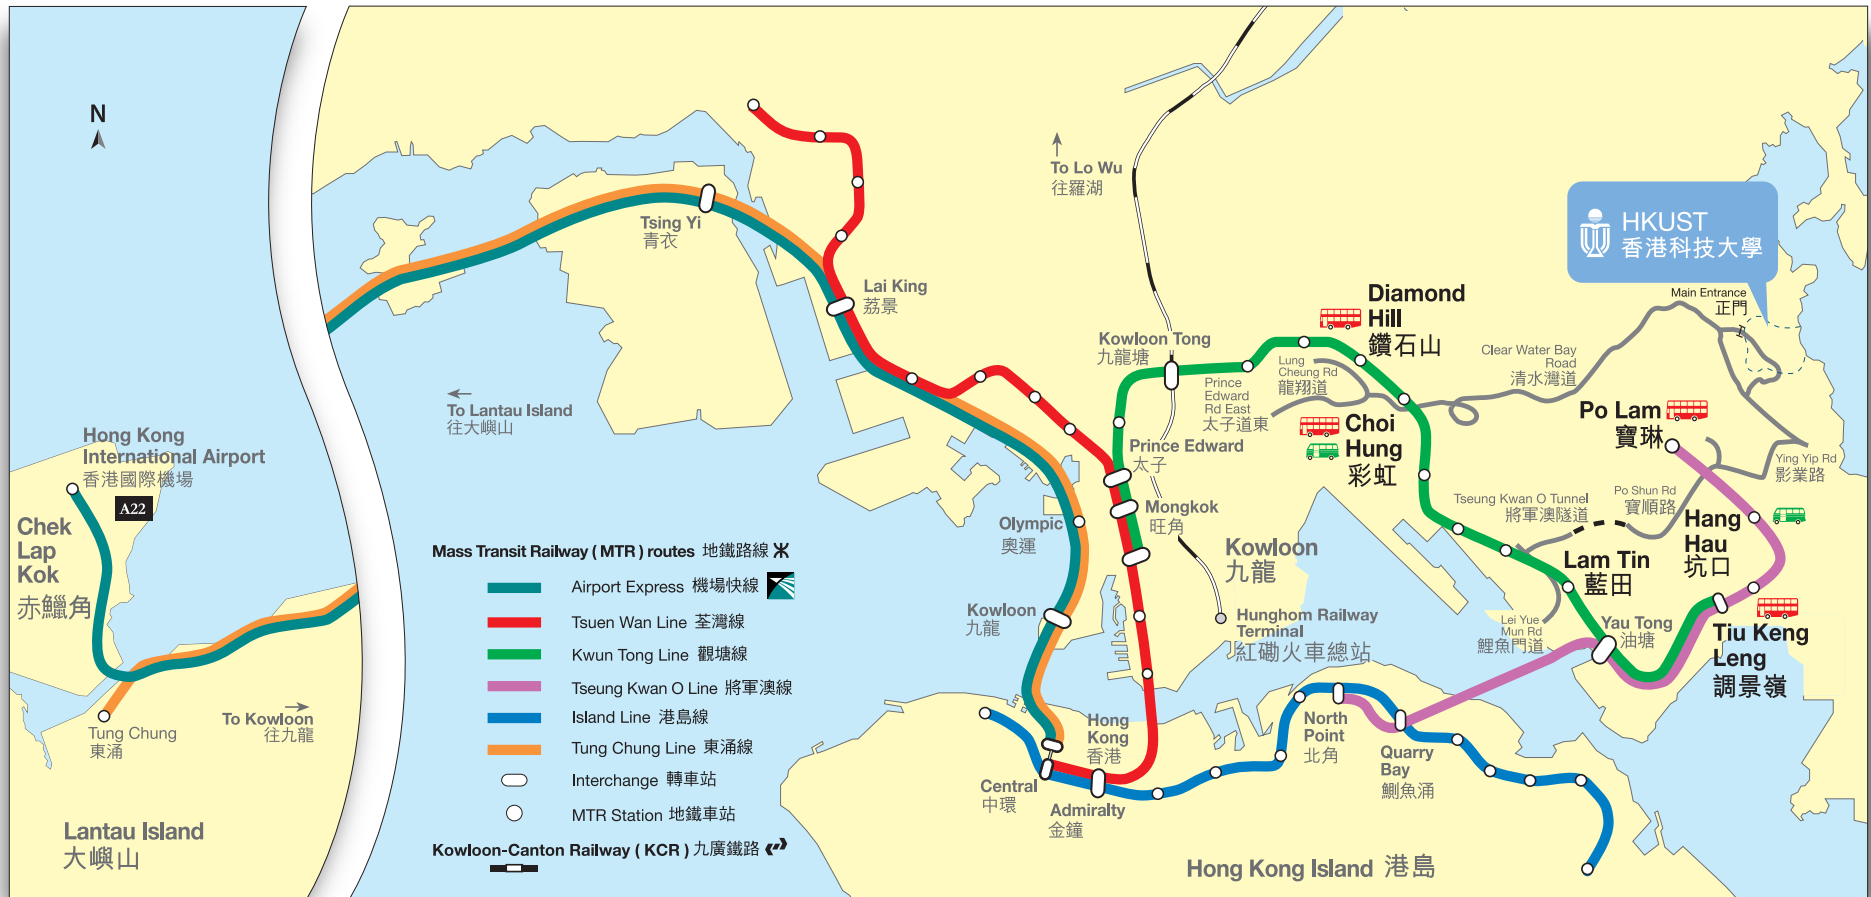 N
To Lo Wu
往羅湖
HKUST
香港科技大學
Tsing Yi
青衣
Lai King
荔景
Diamond
Hill
鑽石山
Main Entrance
正門
Kowloon Tong
九龍塘
Lung
Cheung Rd
龍翔道
Clear Water Bay
Road
清水灣道
Prince
Edward
Rd East
太子道東
To Lantau Island
往大嶼山
Choi
Hung
彩虹
Po Lam
寶琳
Hong Kong
International Airport
香港國際機場
A22
Prince Edward
太子
Ying Yip Rd
影業路
Chek
Lap
Kok
赤鱲角
Mongkok
旺角
Tseung Kwan O Tunnel
將軍澳隧道
Po Shun Rd
寶順路
Hang
Hau
坑口
Olympic
奧運
Kowloon
九龍
Lam Tin
藍田
Mass Transit Railway ( MTR ) routes 地鐵路線
Airport Express 機場快線
Tsuen Wan Line 荃灣線
Kwun Tong Line 觀塘線
Tseung Kwan O Line 將軍澳線
Island Line 港島線
Tung Chung Line 東涌線
Interchange 轉車站
MTR Station 地鐵車站
Kowloon-Canton Railway ( KCR ) 九廣鐵路
Kowloon
九龍
Hunghom Railway
Terminal
紅磡火車總站
Lei Yue
Mun Rd
鯉魚門道
Yau Tong
油塘
Tiu Keng
Leng
調景嶺
To Kowloon
往九龍
Tung Chung
東涌
Hong
Kong
香港
North
Point
北角
Quarry
Bay
鰂魚涌
Central
中環
Admiralty
金鐘
Lantau Island
大嶼山
Hong Kong Island 港島